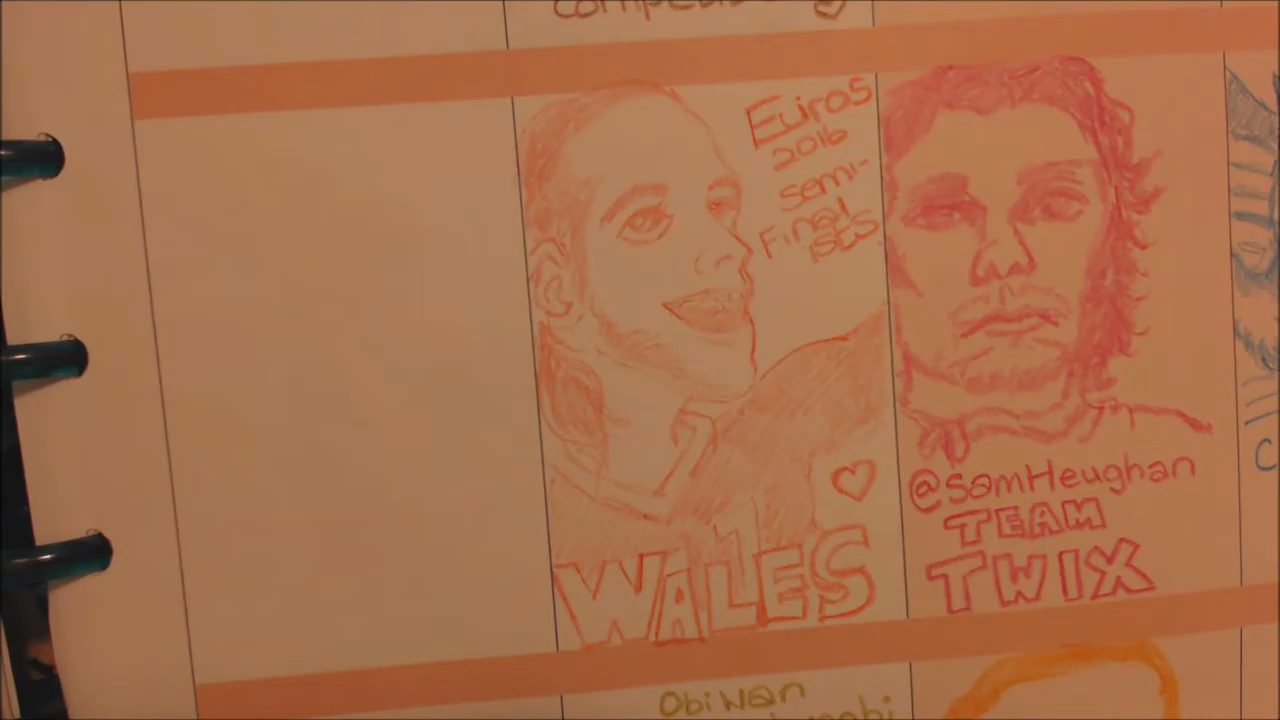 Euros
2016
semi-
Final
ists
WALES
@SamHeughan
TEAM
TWIX
Obi Wan